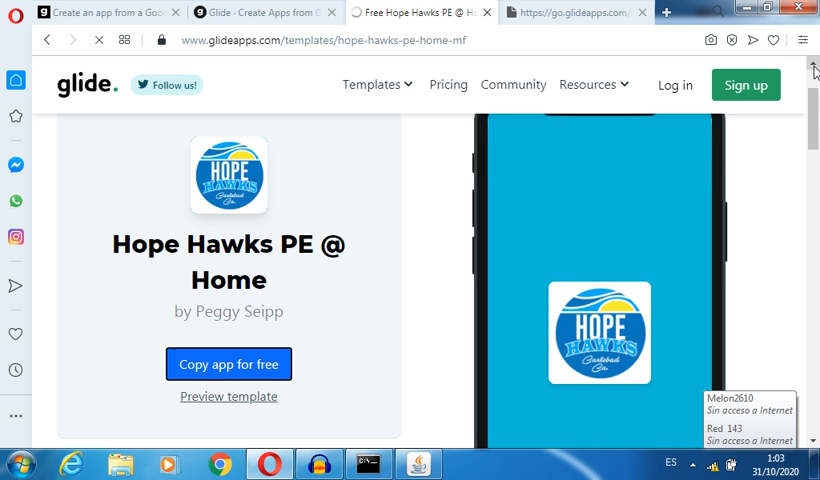 Create an app from a Goo
Glide - Create Apps from G
Free Hope Hawks PE @ Ho
https://go.glideapps.com/
www.glideapps.com/templates/hope-hawks-pe-home-mf
glide.
Follow us!
Templates
Pricing
Community
Resources
Log in
Sign up
HOPE
HAWKS
Carlsbad
Ca.
Hope Hawks PE @
Home
by Peggy Seipp
Copy app for free
Preview template
HOPE
HAWKS
Carlsbad
Ca.
Melon2610
Sin acceso a Internet
Red 143
Sin acceso a Internet
ES
1:03
31/10/2020